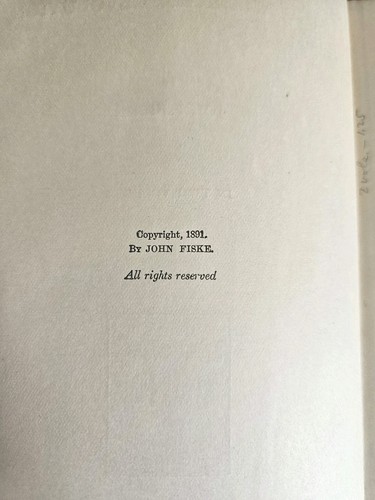 Copyright, 1891.
By JOHN FISKE.
All rights reserved